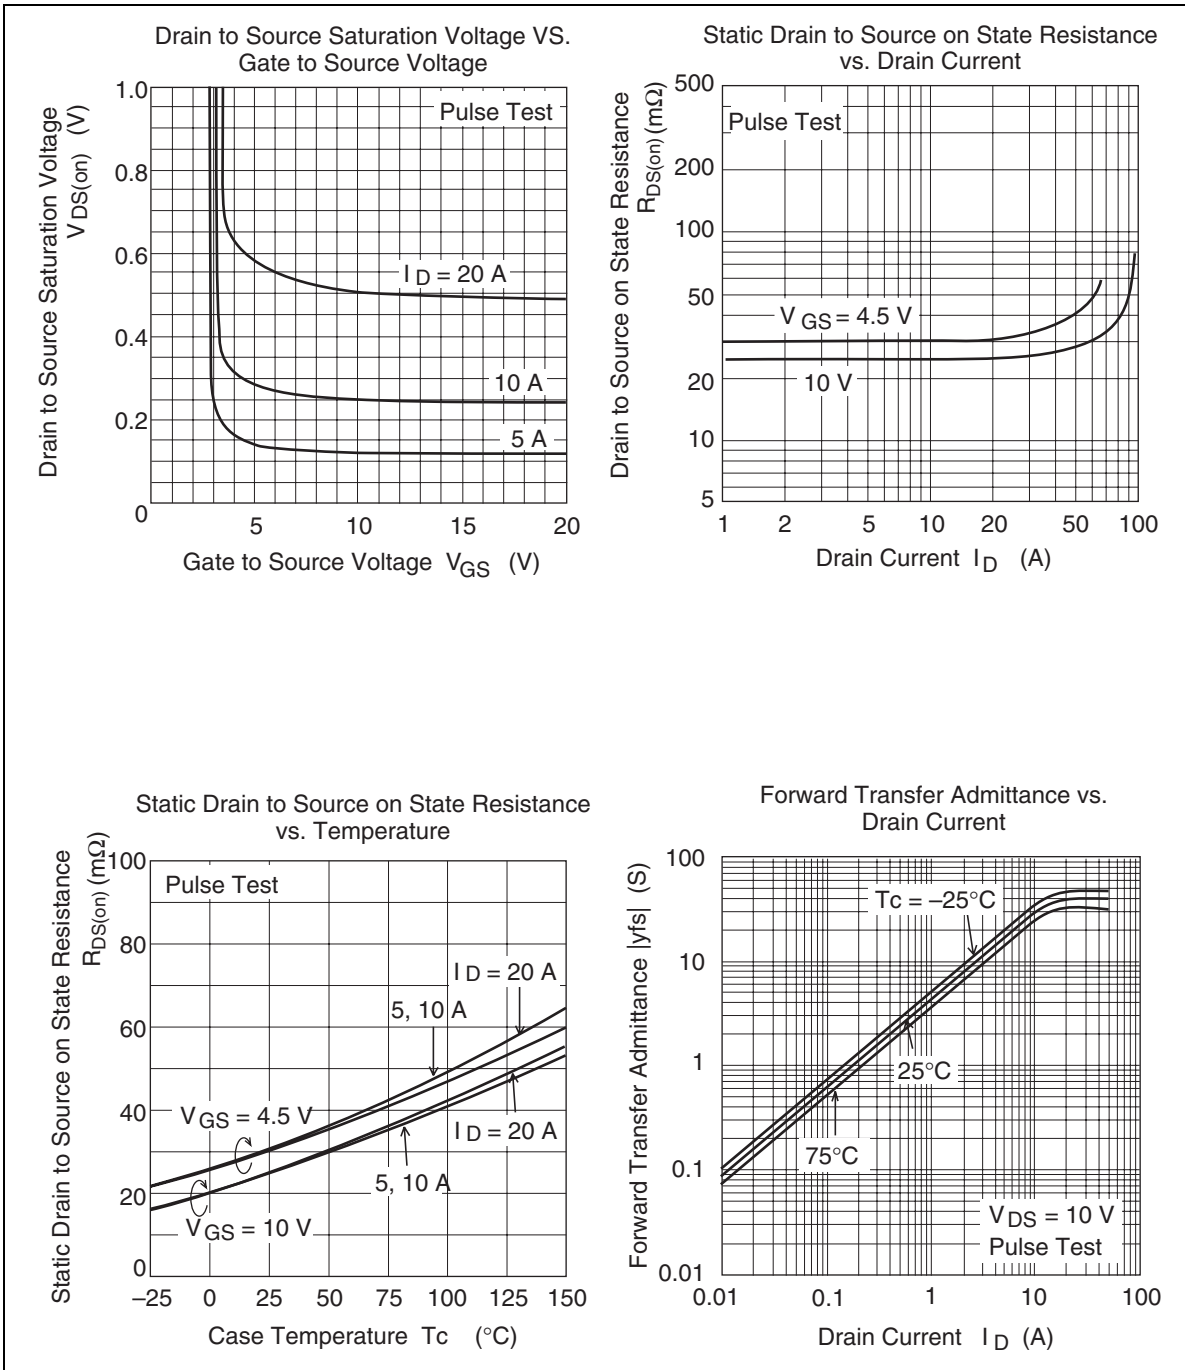 Drain to Source Saturation Voltage VS.
Gate to Source Voltage
1.0
Pulse Test
0.8
0.6
I D = 20 A
0.4
10 A
0.2
5 A
0
5
10
15
20
Gate to Source Voltage VGS (V)
Drain to Source Saturation Voltage
VDS(on) (V)
Static Drain to Source on State Resistance
vs. Drain Current
500
Pulse Test
200
100
50
V GS = 4.5 V
20
10 V
10
5
1
2
5
10
20
50
100
Drain Current I D (A)
Drain to Source on State Resistance
RDS(on) (mΩ)
Static Drain to Source on State Resistance
vs. Temperature
100
Pulse Test
80
I D = 20 A
5, 10 A
60
40
VGS = 4.5 V
I D = 20 A
5, 10 A
20
VGS = 10 V
0
–25
0
25
50
75
100
125
150
Case Temperature Tc (°C)
Static Drain to Source on State Resistance
RDS(on) (mΩ)
Forward Transfer Admittance vs.
Drain Current
100
Tc = –25°C
10
1
25°C
75°C
0.1
VDS = 10 V
Pulse Test
0.01
0.01
0.1
1
10
100
Drain Current I D (A)
Forward Transfer Admittance |yfs| (S)